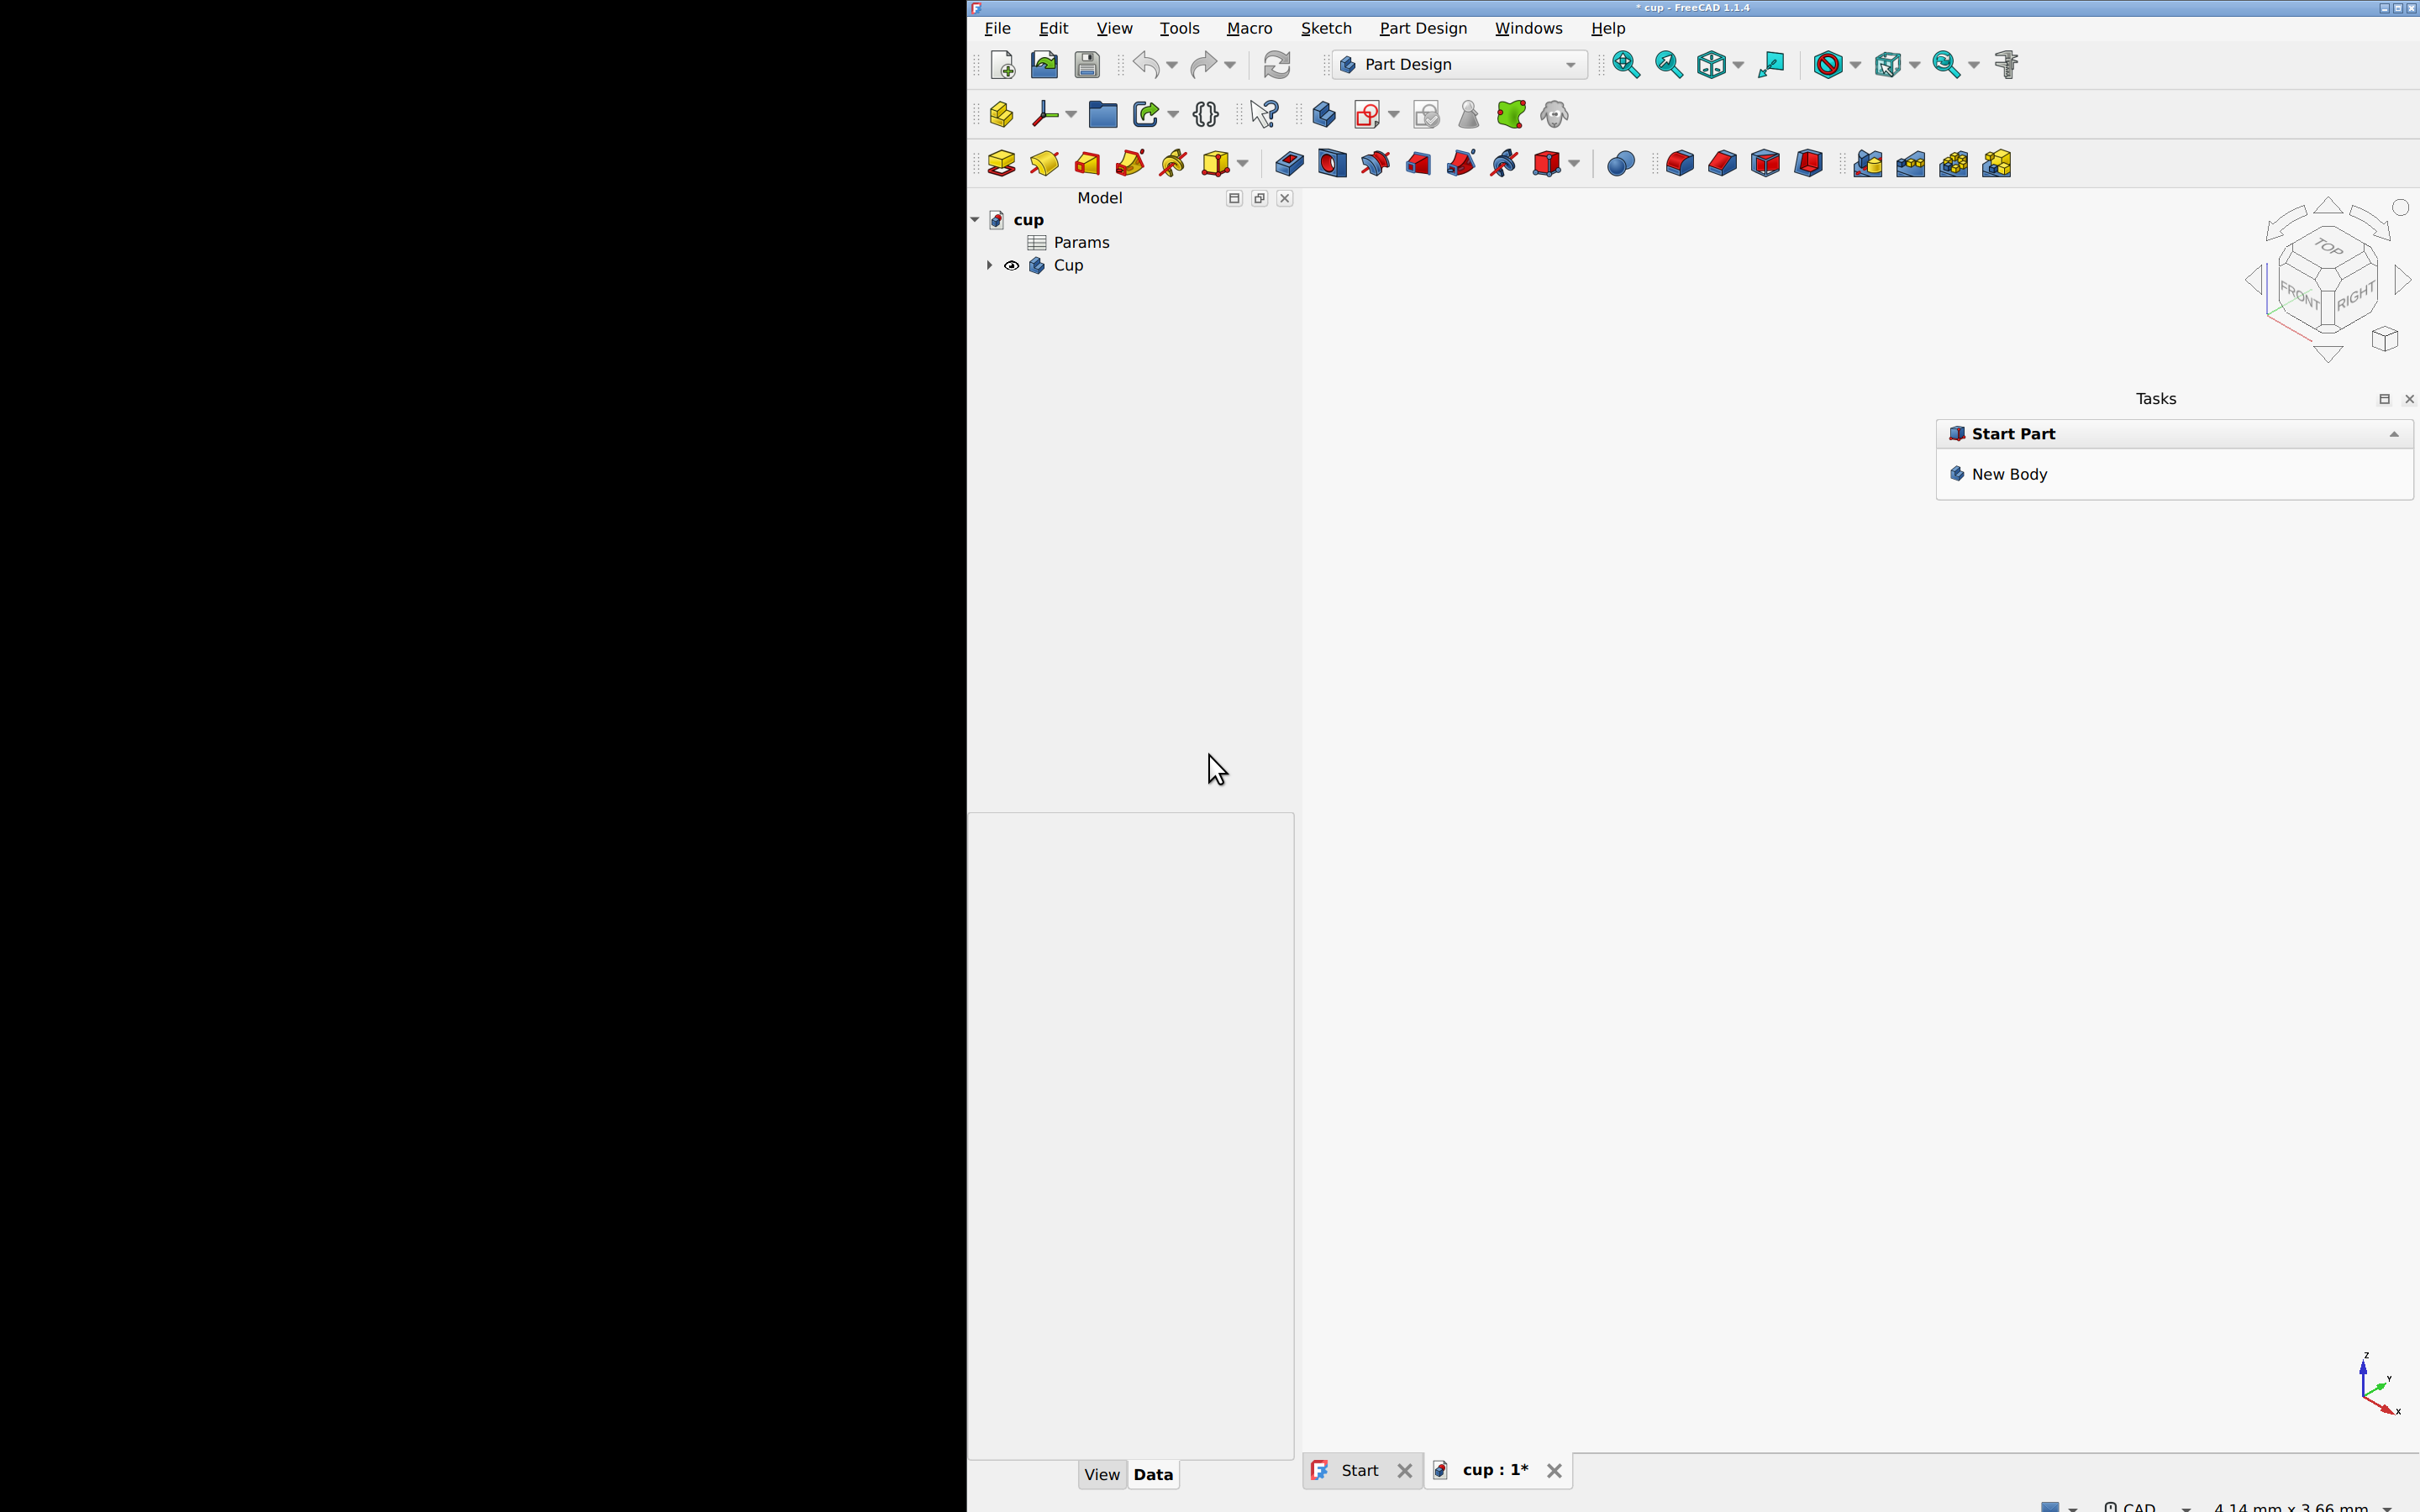 * cup - FreeCAD 1.1.4
File Edit View Tools Macro Sketch Part Design Windows Help
Part Design
Model
cup
Params
Cup
TOP
FRONT
RIGHT
Tasks
Start Part
New Body
Z
Y
X
View Data
Start
cup : 1*
CAD
4.14 mm x 3.66 mm